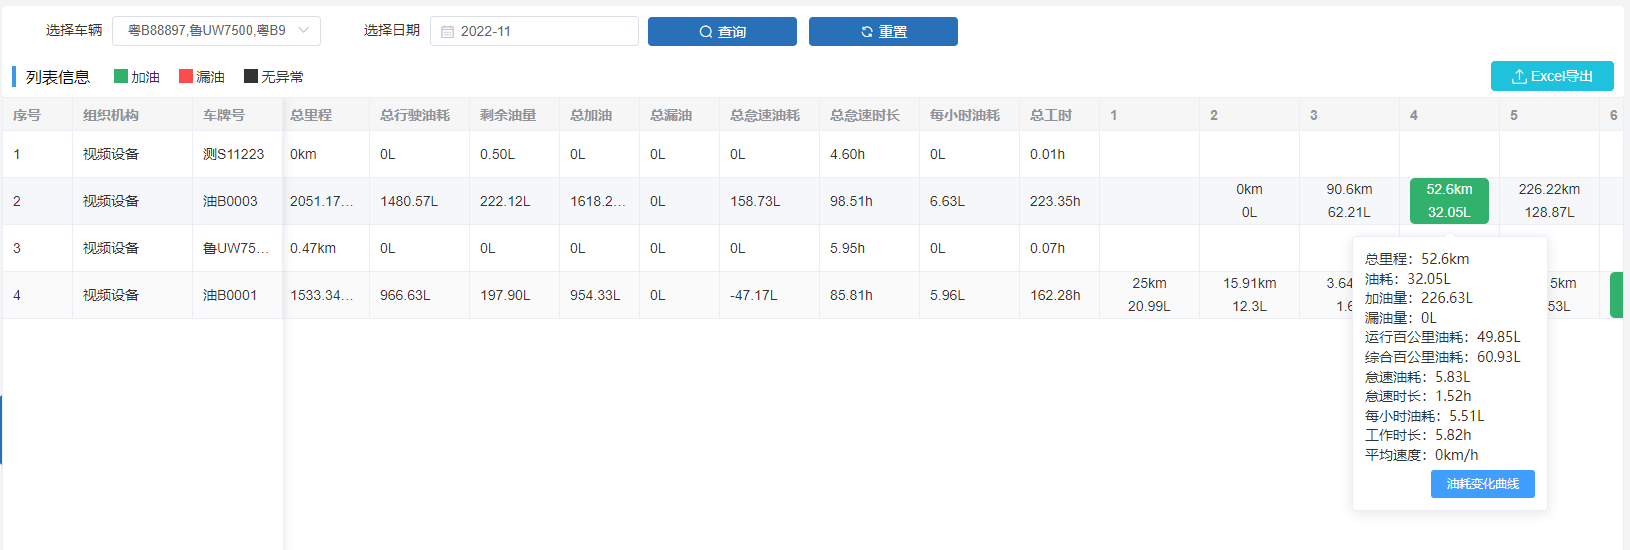 选择车辆 粤B88897,鲁UW7500,粤B9 选择日期 2022-11 查询 重置
列表信息 加油 漏油 无异常 Excel导出
序号 组织机构 车牌号 总里程 总行驶油耗 剩余油量 总加油 总漏油 总怠速油耗 总怠速时长 每小时油耗 总工时 1 2 3 4 5 6
1 视频设备 测S11223 0km 0L 0.50L 0L 0L 0L 4.60h 0L 0.01h
2 视频设备 油B0003 2051.17... 1480.57L 222.12L 1618.2... 0L 158.73L 98.51h 6.63L 223.35h 0km 90.6km 52.6km 226.22km
0L 62.21L 32.05L 128.87L
3 视频设备 鲁UW75... 0.47km 0L 0L 0L 0L 0L 5.95h 0L 0.07h
4 视频设备 油B0001 1533.34... 966.63L 197.90L 954.33L 0L -47.17L 85.81h 5.96L 162.28h 25km 15.91km 3.64 5km
20.99L 12.3L 1.6 53L
总里程：52.6km
油耗：32.05L
加油量：226.63L
漏油量：0L
运行百公里油耗：49.85L
综合百公里油耗：60.93L
怠速油耗：5.83L
怠速时长：1.52h
每小时油耗：5.51L
工作时长：5.82h
平均速度：0km/h
油耗变化曲线